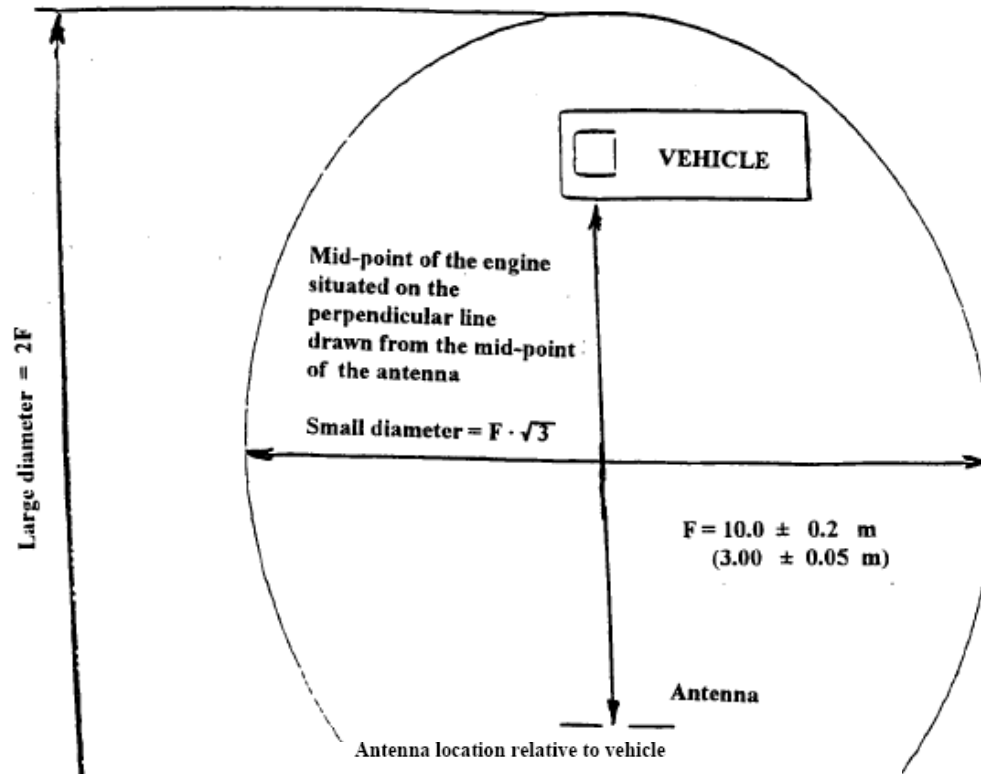 VEHICLE
Mid-point of the engine
situated on the
perpendicular line
drawn from the mid-point
of the antenna
Large diameter = 2F
Small diameter = F · √3
F = 10.0 ± 0.2 m
(3.00 ± 0.05 m)
Antenna
Antenna location relative to vehicle